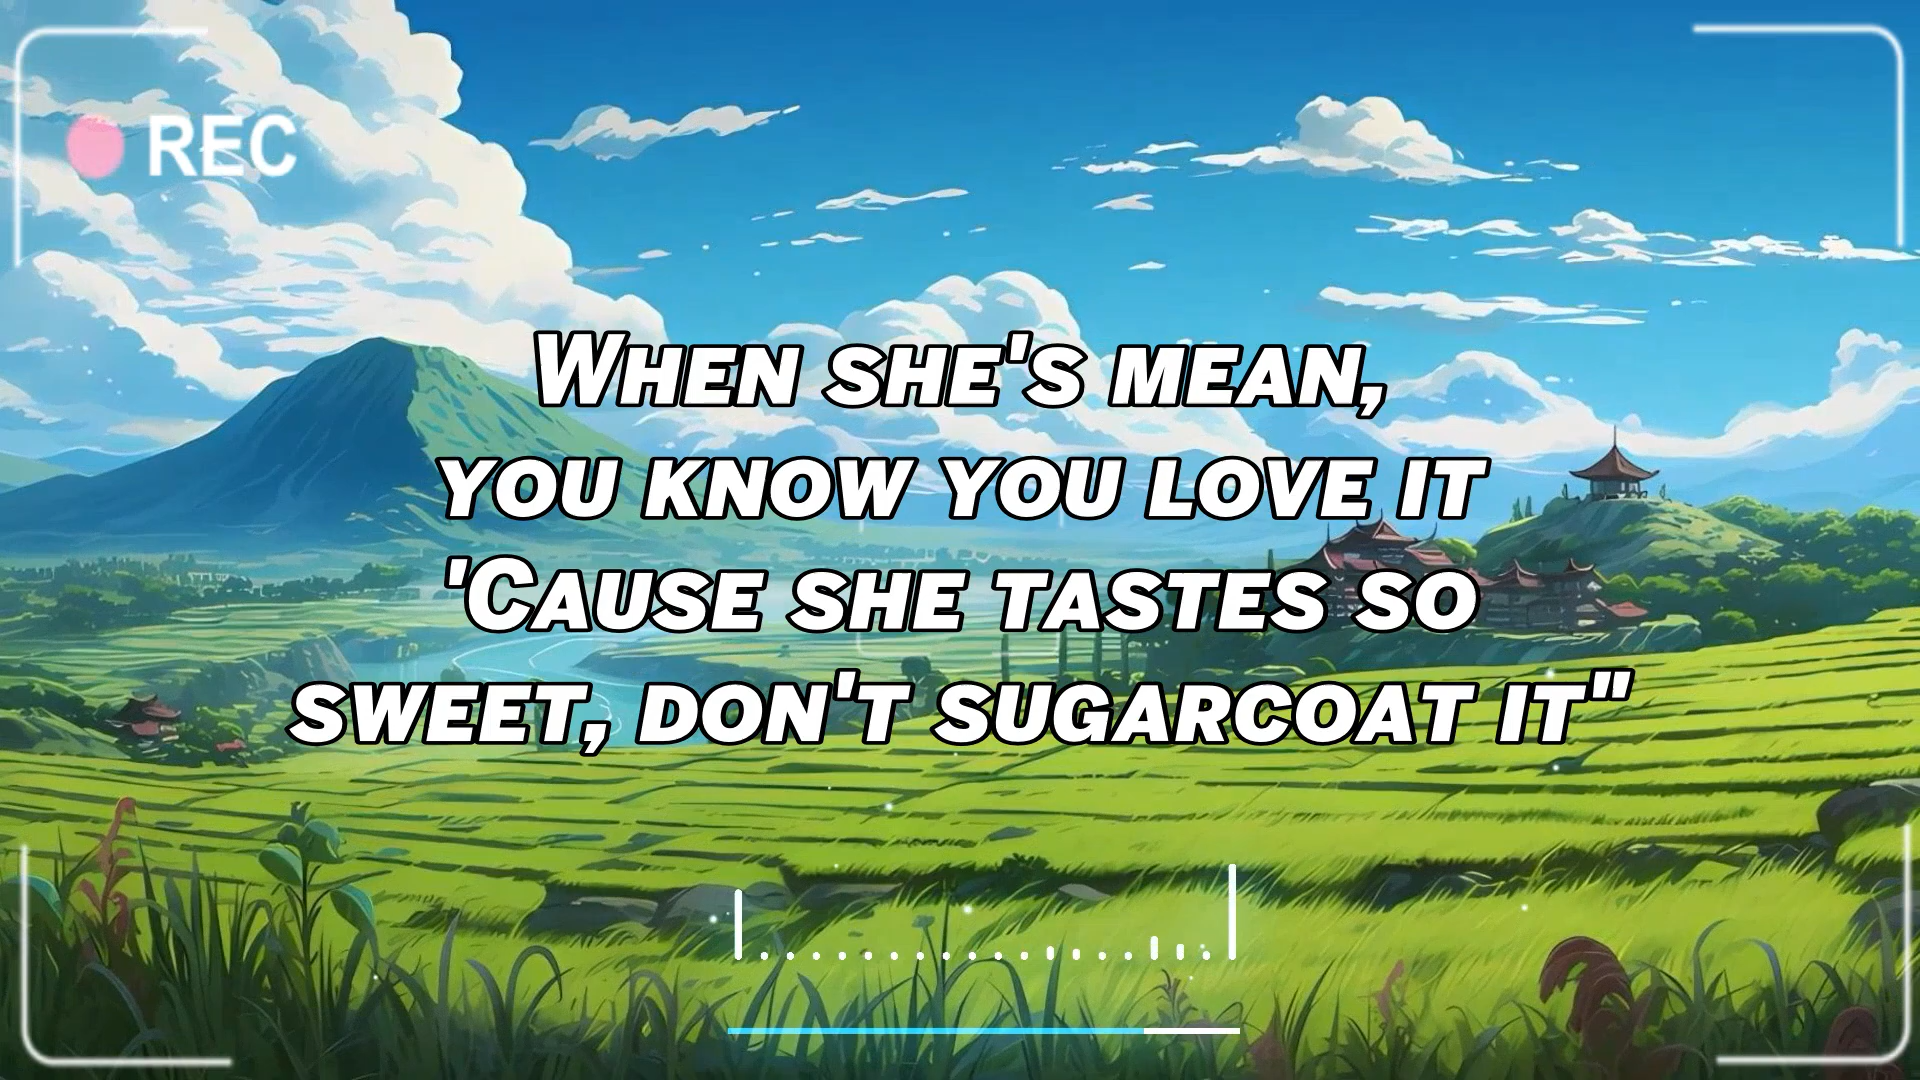 REC
When she's mean,
you know you love it
'Cause she tastes so
sweet, don't sugarcoat it"